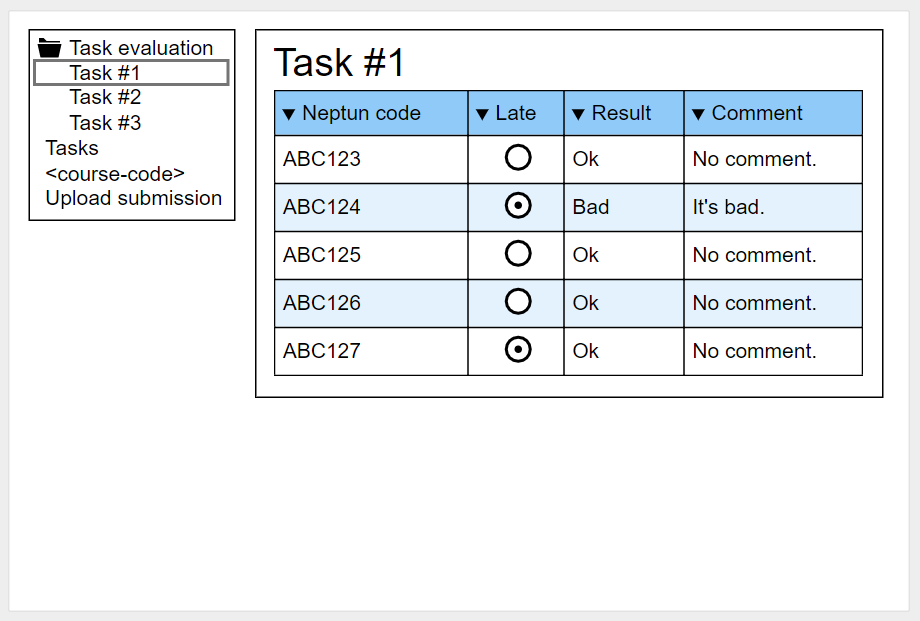 Task evaluation
Task #1
Task #2
Task #3
Tasks
<course-code>
Upload submission
Task #1
Neptun code Late Result Comment
ABC123 Ok No comment.
ABC124 Bad It's bad.
ABC125 Ok No comment.
ABC126 Ok No comment.
ABC127 Ok No comment.